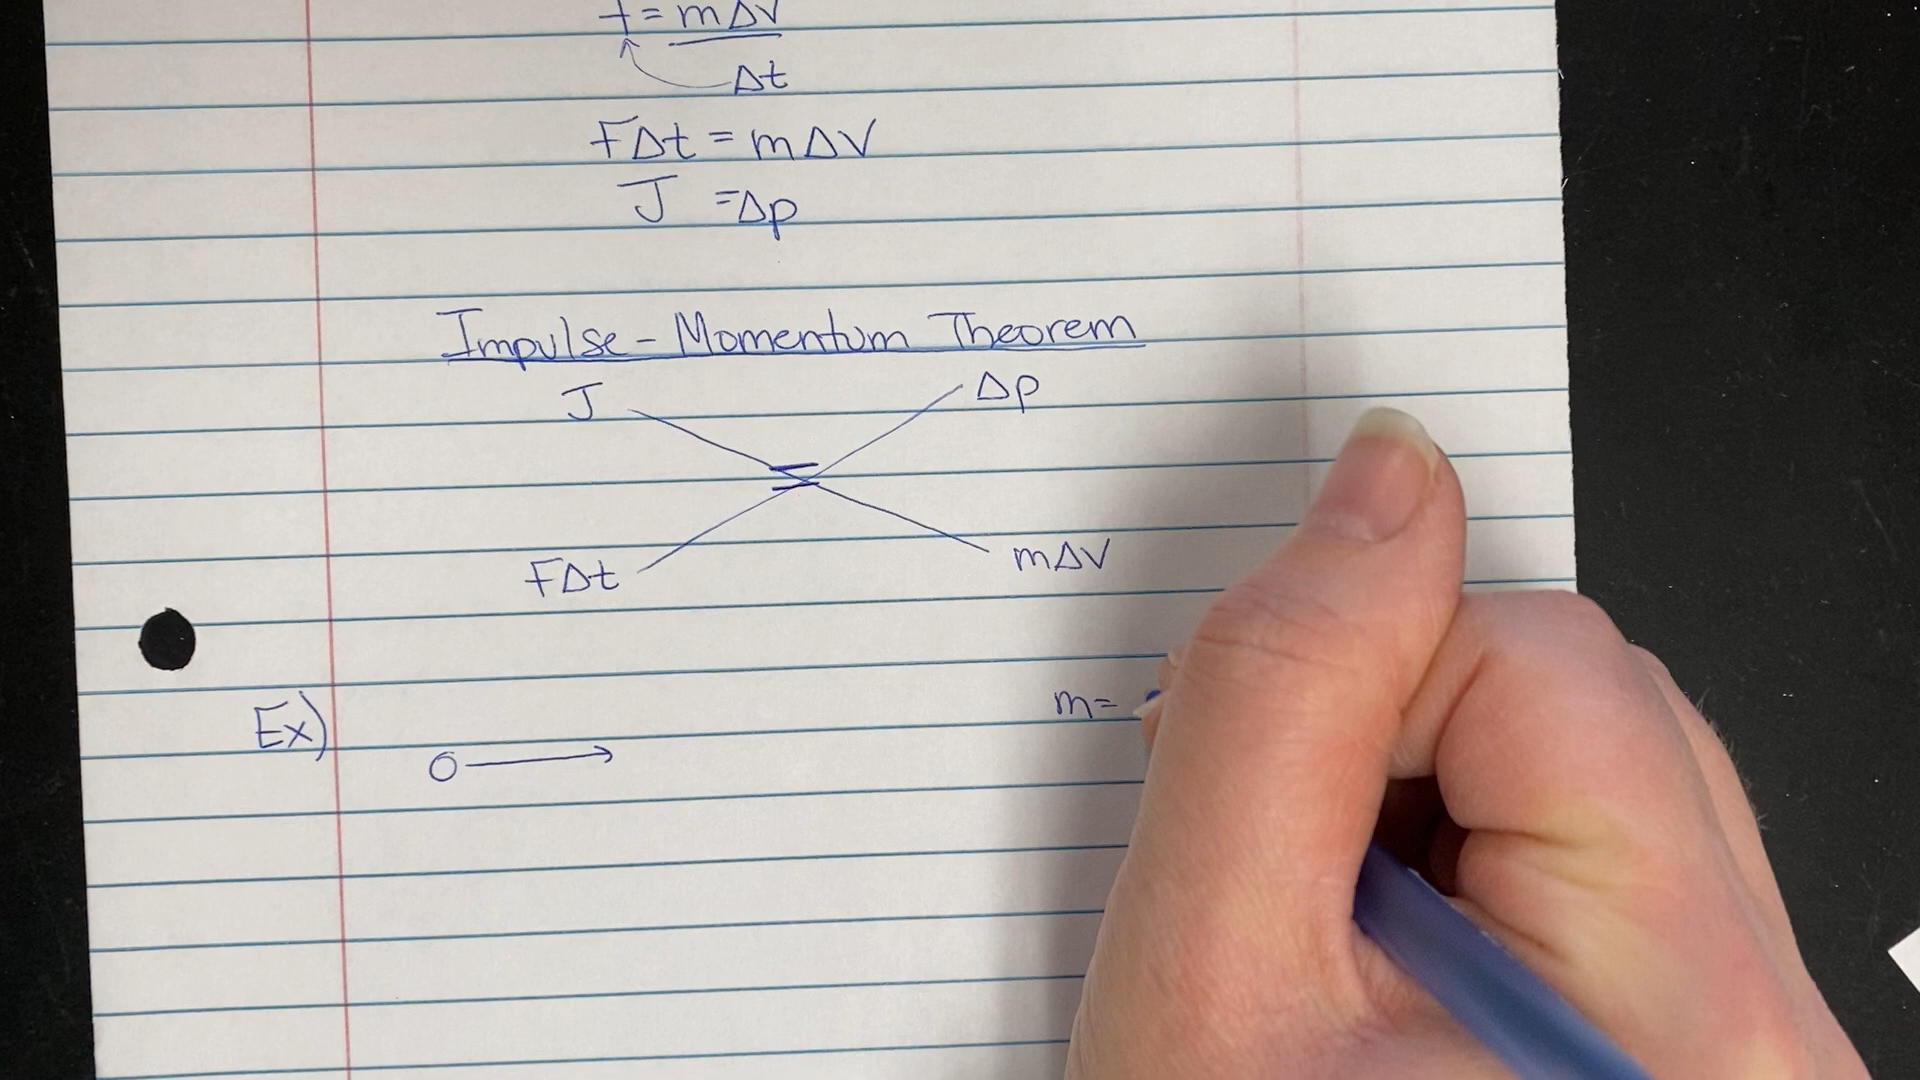 F = mΔV
Δt
FΔt = mΔV
J = Δp
Impulse - Momentum Theorem
J Δp
=
FΔt mΔV
Ex) m=